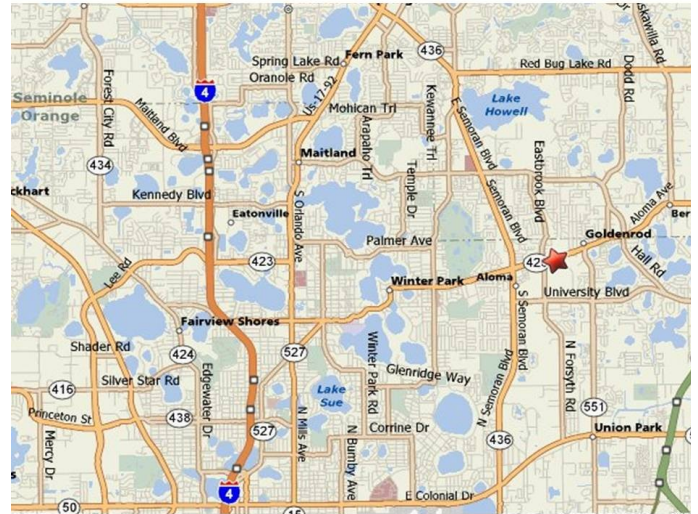 Fern Park
436
Spring Lake Rd
Red Bug Lake Rd
Oranole Rd
4
Seminole
Orange
Forest City Rd
Maitland Blvd
Us-17-92
Mohican Trl
Kewannee Trl
Lake
Howell
Dodd Rd
E Semoran Blvd
Arapaho Trl
Eastbrook Blvd
434
Maitland
Temple Dr
Semoran Blvd
Kennedy Blvd
S Orlando Ave
Aloma Ave
Eatonville
Palmer Ave
Goldenrod
Hall Rd
423
Lee Rd
Winter Park
Aloma
University Blvd
S Semoran Blvd
Fairview Shores
Shader Rd
424
527
Winter Park Rd
Glenridge Way
N Forsyth Rd
Silver Star Rd
416
Edgewater Dr
Lake
Sue
N Semoran Blvd
551
Princeton St
438
527
N Mills Ave
N Bumby Ave
Corrine Dr
Union Park
436
Mercy Dr
4
E Colonial Dr
50